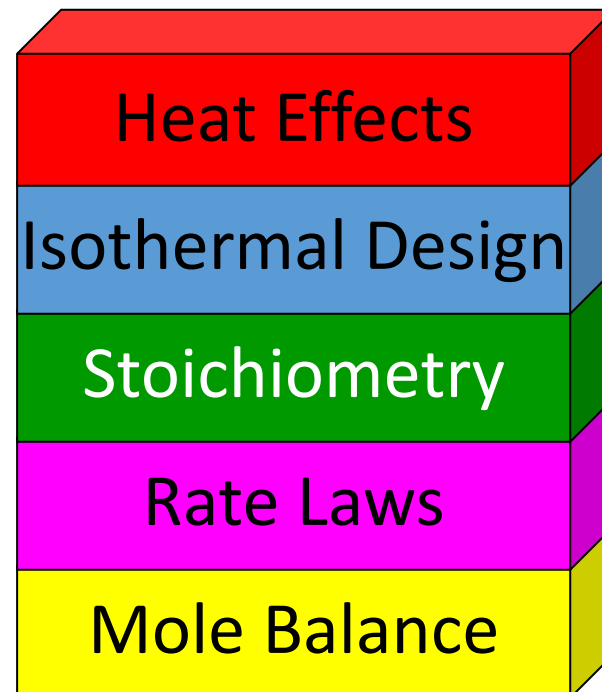 Heat Effects
Isothermal Design
Stoichiometry
Rate Laws
Mole Balance